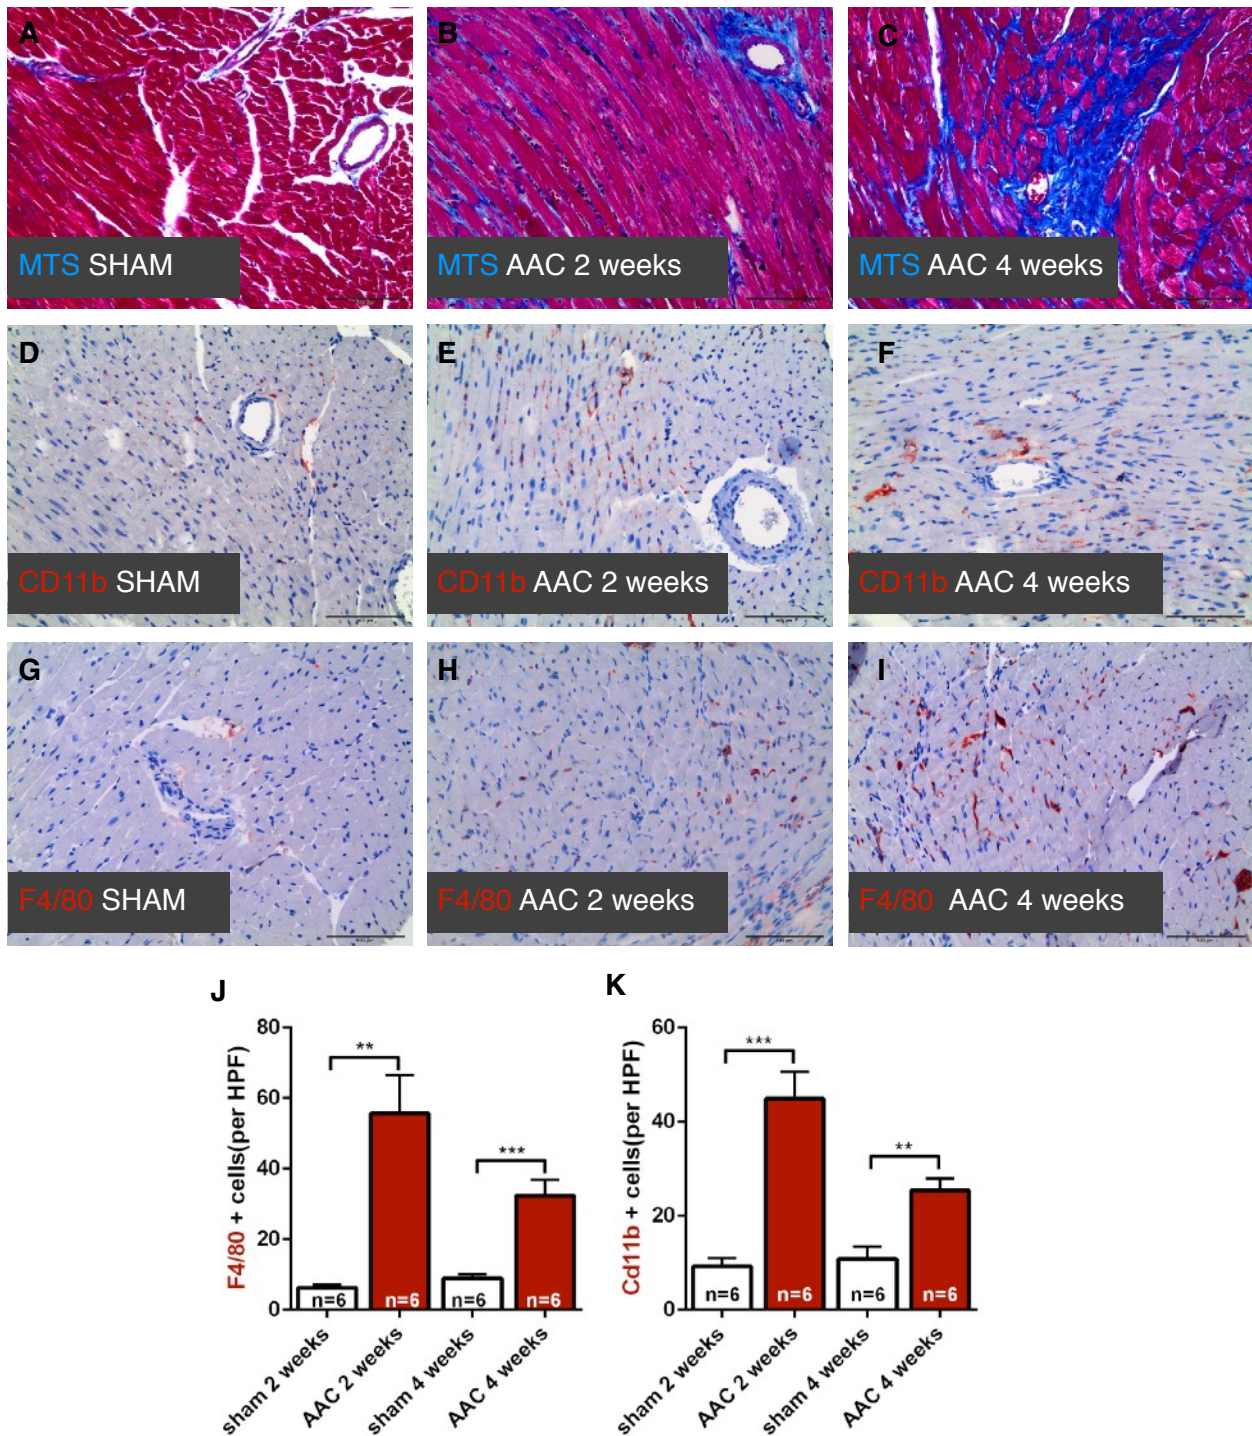 A
B
C
MTS SHAM
MTS AAC 2 weeks
MTS AAC 4 weeks
D
E
F
CD11b SHAM
CD11b AAC 2 weeks
CD11b AAC 4 weeks
G
H
I
F4/80 SHAM
F4/80 AAC 2 weeks
F4/80 AAC 4 weeks
J
K
F4/80 + cells(per HPF)
80
60
40
20
0
**
***
n=6
n=6
n=6
n=6
sham 2 weeks
AAC 2 weeks
sham 4 weeks
AAC 4 weeks
Cd11b + cells(per HPF)
60
40
20
0
***
**
n=6
n=6
n=6
n=6
sham 2 weeks
AAC 2 weeks
sham 4 weeks
AAC 4 weeks